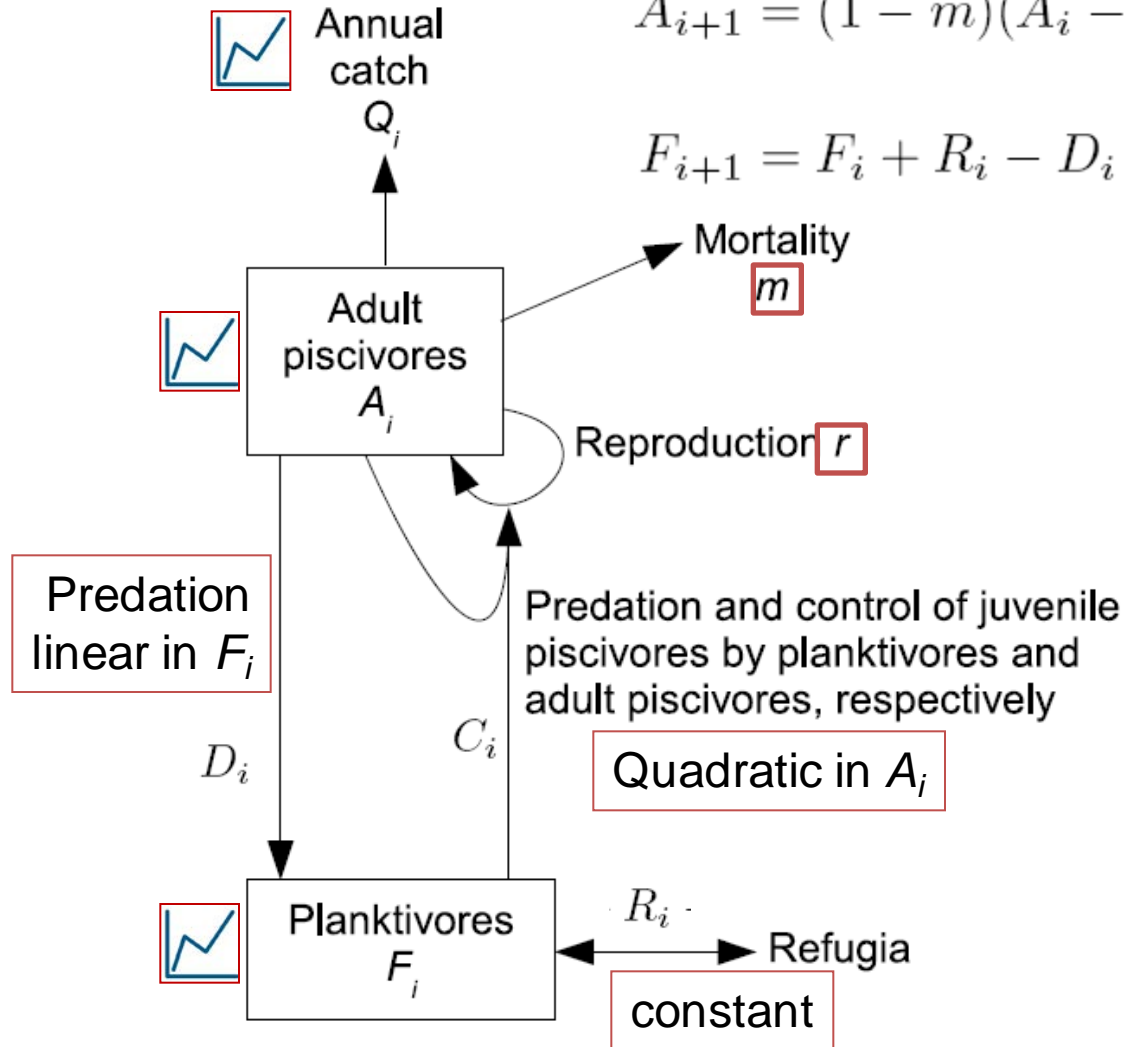 Annual
catch
Q_i
A_{i+1} = (1 − m)(A_i −
F_{i+1} = F_i + R_i − D_i
Mortality
m
Adult
piscivores
A_i
Reproduction r
Predation
linear in F_i
Predation and control of juvenile
piscivores by planktivores and
adult piscivores, respectively
D_i
C_i
Quadratic in A_i
Planktivores
F_i
R_i
Refugia
constant